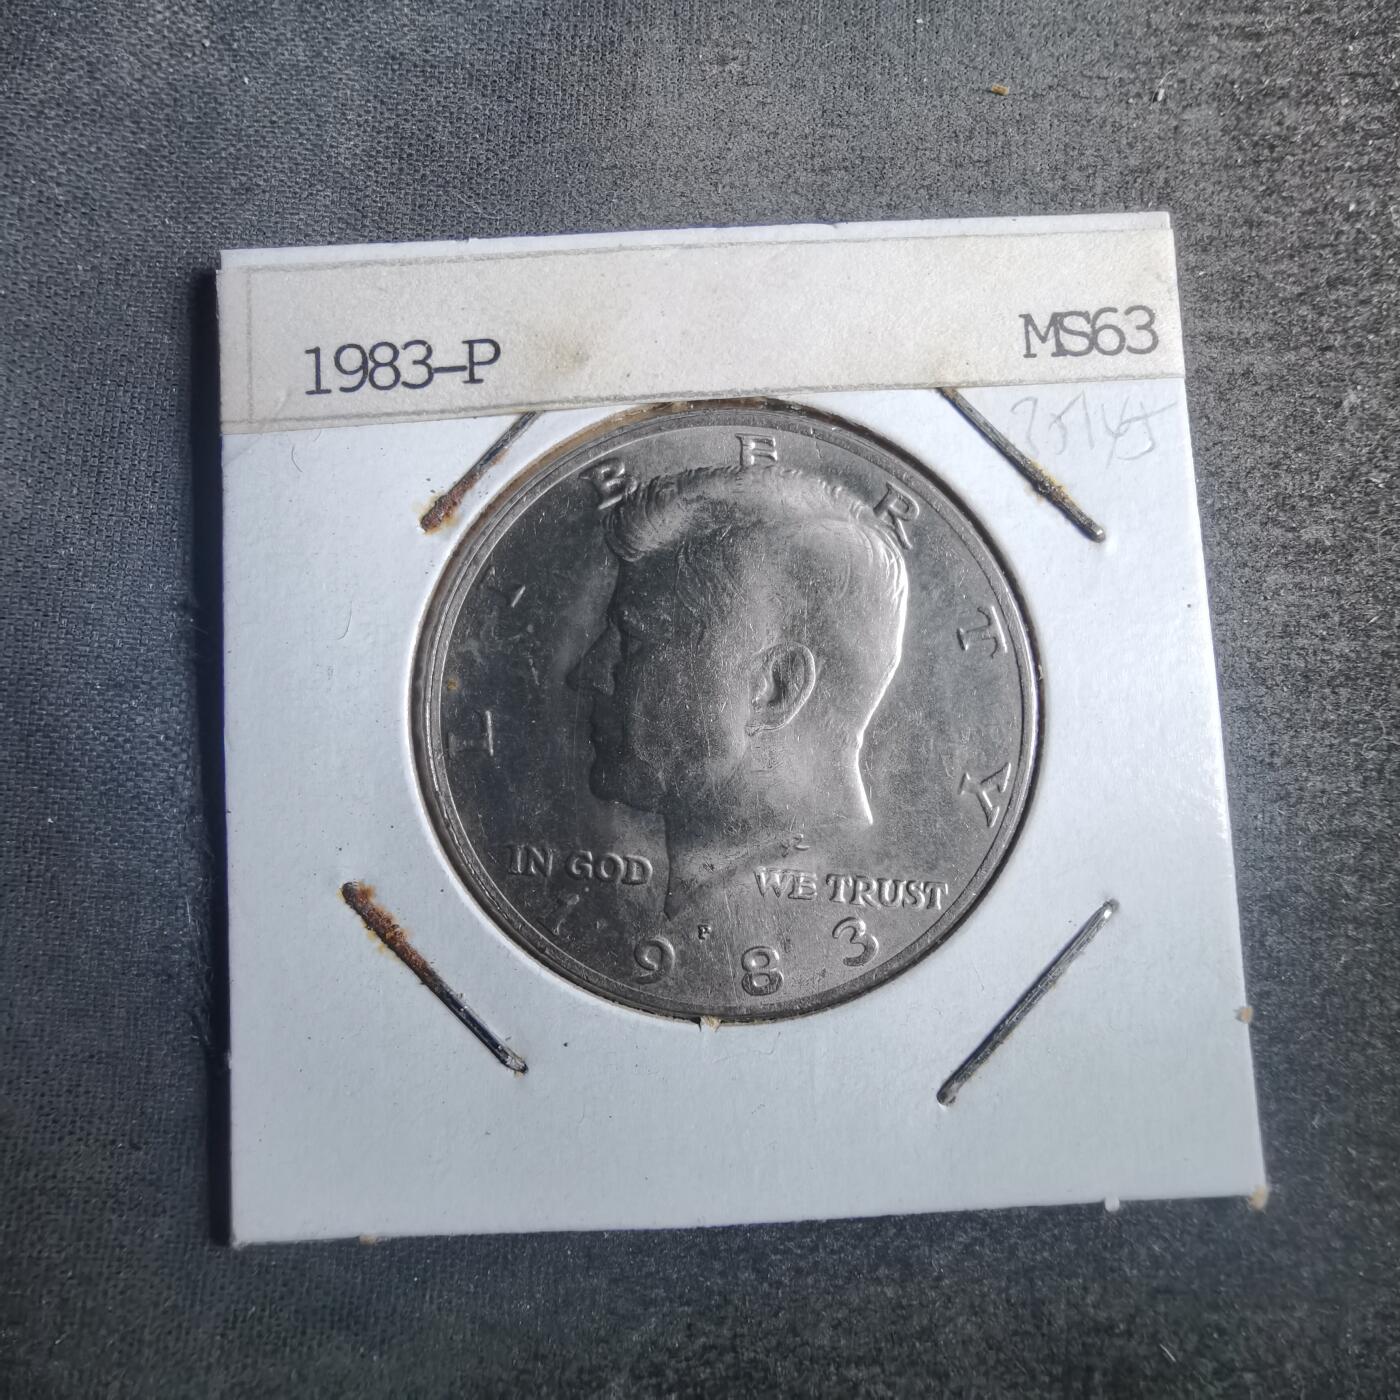 1983-P MS63
LIBERTY
IN GOD WE TRUST
P
1983